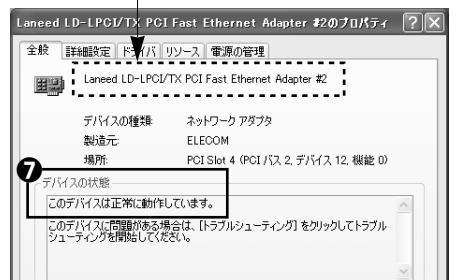 Laneed LD-LPCI/TX PCI Fast Ethernet Adapter #2のプロパティ
全般 詳細設定 ドライバ リソース 電源の管理
Laneed LD-LPCI/TX PCI Fast Ethernet Adapter #2
デバイスの種類: ネットワーク アダプタ
製造元: ELECOM
場所: PCI Slot 4 (PCI バス 2, デバイス 12, 機能 0)
7
デバイスの状態
このデバイスは正常に動作しています。
このデバイスに問題がある場合は、[トラブルシューティング] をクリックしてトラブル
シューティングを開始してください。